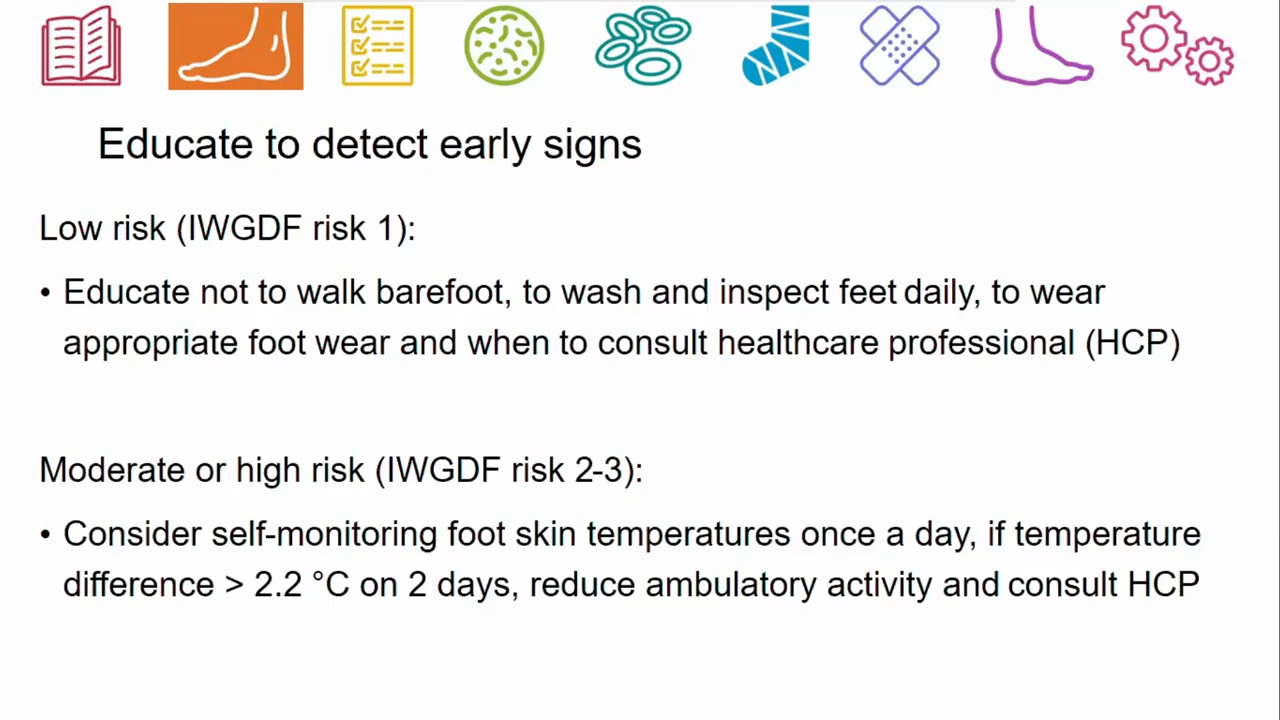 Educate to detect early signs
Low risk (IWGDF risk 1):
• Educate not to walk barefoot, to wash and inspect feet daily, to wear
appropriate foot wear and when to consult healthcare professional (HCP)
Moderate or high risk (IWGDF risk 2-3):
• Consider self-monitoring foot skin temperatures once a day, if temperature
difference > 2.2 °C on 2 days, reduce ambulatory activity and consult HCP